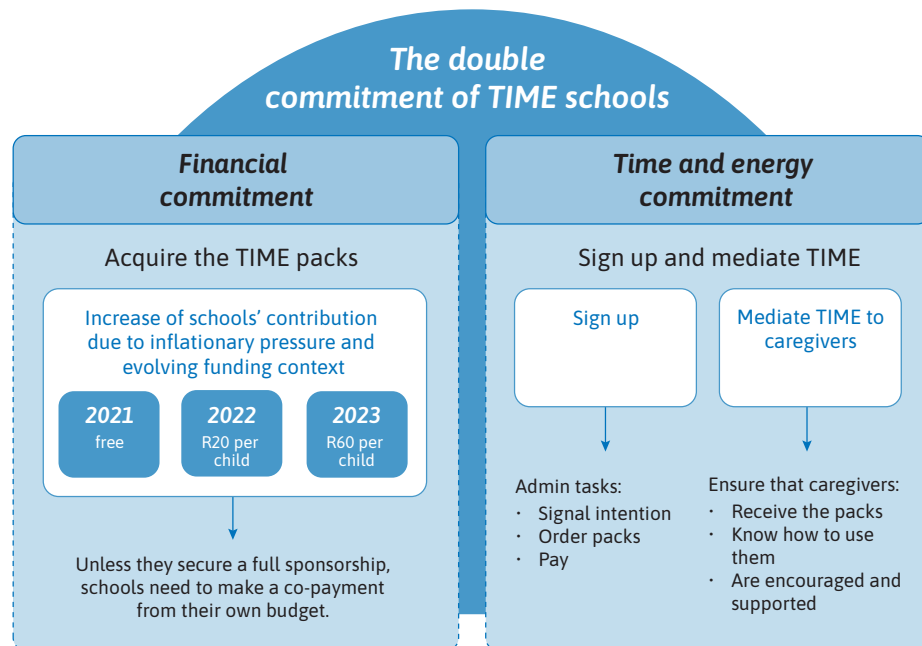 The double
commitment of TIME schools
Financial
commitment
Acquire the TIME packs
Increase of schools’ contribution
due to inflationary pressure and
evolving funding context
2021
free
2022
R20 per
child
2023
R60 per
child
Unless they secure a full sponsorship,
schools need to make a co-payment
from their own budget.
Time and energy
commitment
Sign up and mediate TIME
Sign up
Admin tasks:
· Signal intention
· Order packs
· Pay
Mediate TIME to
caregivers
Ensure that caregivers:
· Receive the packs
· Know how to use
them
· Are encouraged and
supported